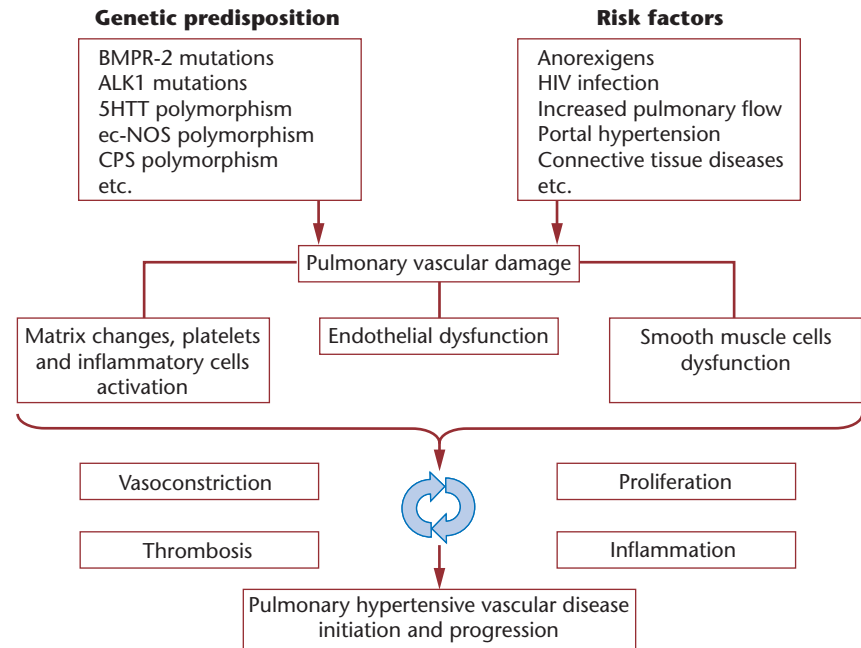 Genetic predisposition
BMPR-2 mutations
ALK1 mutations
5HTT polymorphism
ec-NOS polymorphism
CPS polymorphism
etc.
Risk factors
Anorexigens
HIV infection
Increased pulmonary flow
Portal hypertension
Connective tissue diseases
etc.
Pulmonary vascular damage
Matrix changes, platelets
and inflammatory cells
activation
Endothelial dysfunction
Smooth muscle cells
dysfunction
Vasoconstriction
Proliferation
Thrombosis
Inflammation
Pulmonary hypertensive vascular disease
initiation and progression